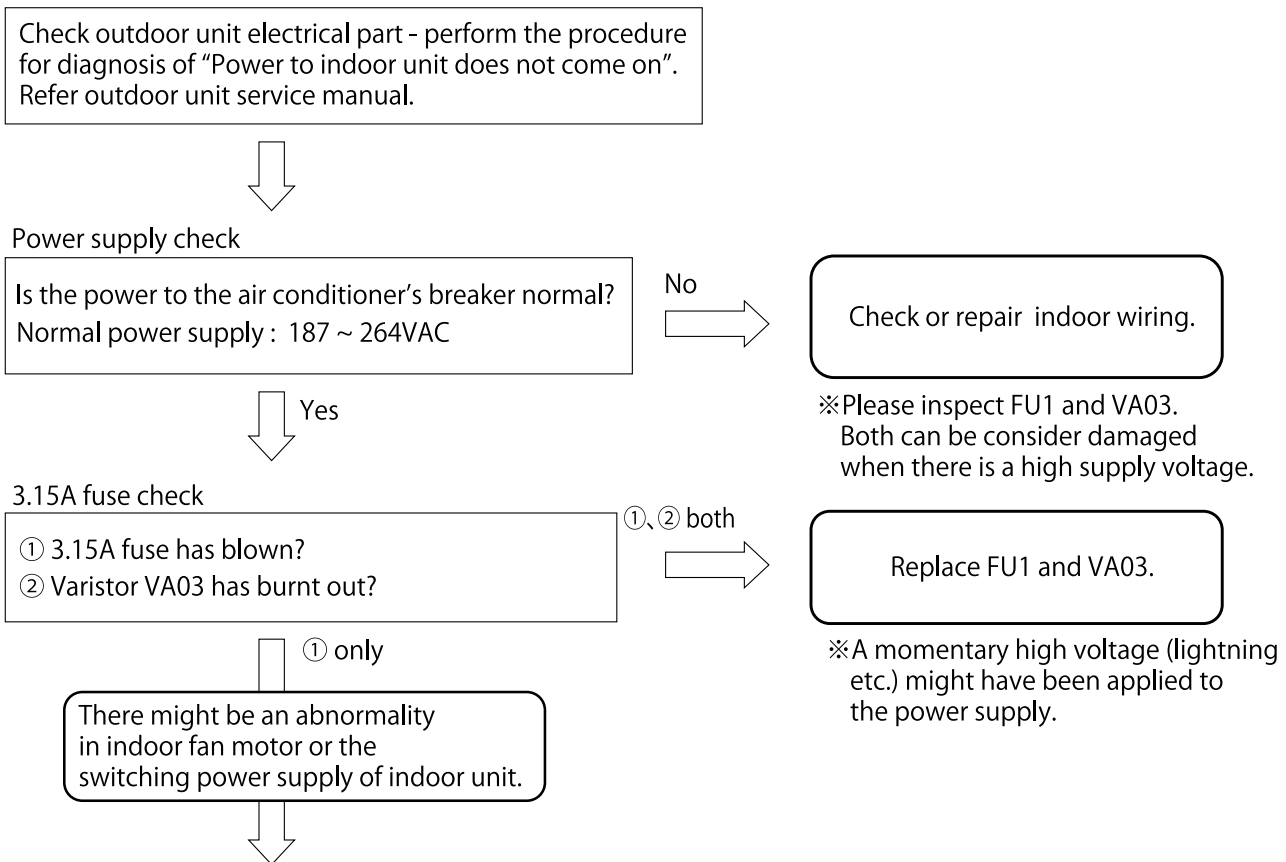 Check outdoor unit electrical part - perform the procedure
for diagnosis of “Power to indoor unit does not come on”.
Refer outdoor unit service manual.
Power supply check
Is the power to the air conditioner’s breaker normal?
Normal power supply : 187 ~ 264VAC
No
Check or repair indoor wiring.
※Please inspect FU1 and VA03.
Both can be consider damaged
when there is a high supply voltage.
Yes
3.15A fuse check
① 3.15A fuse has blown?
② Varistor VA03 has burnt out?
①、② both
Replace FU1 and VA03.
※A momentary high voltage (lightning
etc.) might have been applied to
the power supply.
① only
There might be an abnormality
in indoor fan motor or the
switching power supply of indoor unit.